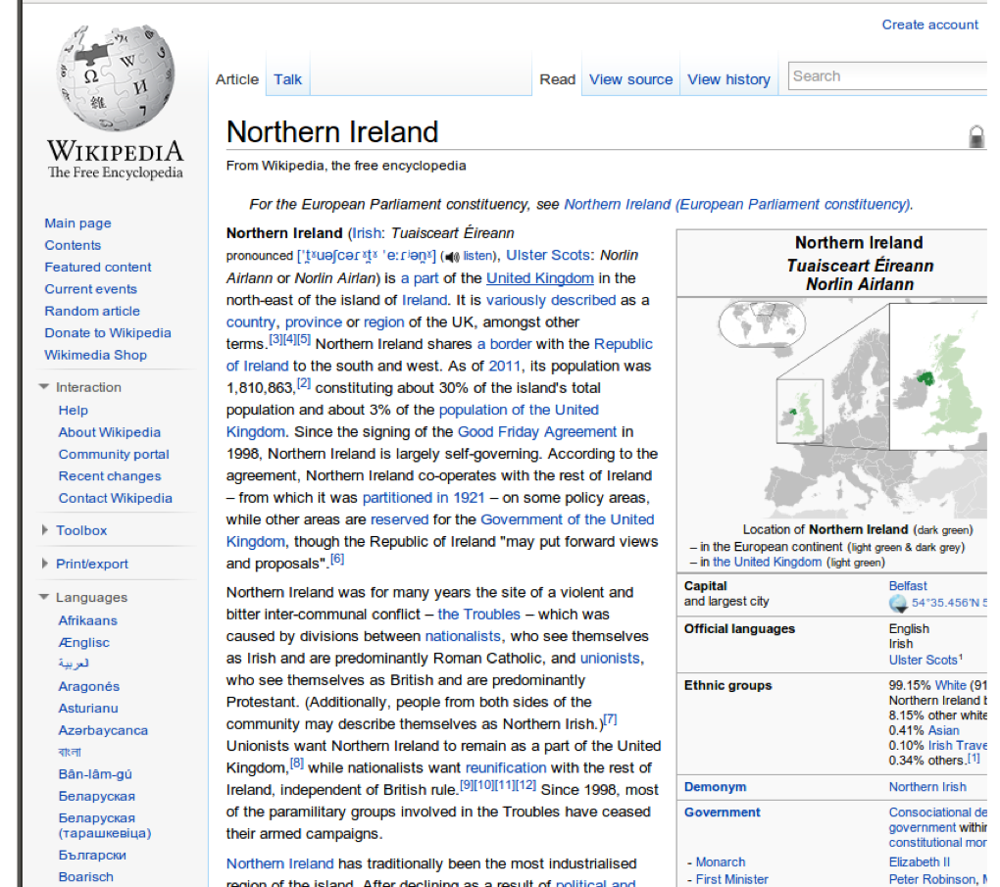 Create account
WIKIPEDIA
The Free Encyclopedia
Article Talk Read View source View history Search
Northern Ireland
From Wikipedia, the free encyclopedia
For the European Parliament constituency, see Northern Ireland (European Parliament constituency).
Main page
Contents
Featured content
Current events
Random article
Donate to Wikipedia
Wikimedia Shop
Interaction
Help
About Wikipedia
Community portal
Recent changes
Contact Wikipedia
Toolbox
Print/export
Languages
Afrikaans
Ænglisc
العربية
Aragonés
Asturianu
Azərbaycanca
বাংলা
Bân-lâm-gú
Беларуская
Беларуская
(тарашкевіца)
Български
Boarisch
Northern Ireland (Irish: Tuaisceart Éireann
pronounced (listen), Ulster Scots: Norlin
Airlann or Norlin Airlan) is a part of the United Kingdom in the
north-east of the island of Ireland. It is variously described as a
country, province or region of the UK, amongst other
terms.[3][4][5] Northern Ireland shares a border with the Republic
of Ireland to the south and west. As of 2011, its population was
1,810,863,[2] constituting about 30% of the island's total
population and about 3% of the population of the United
Kingdom. Since the signing of the Good Friday Agreement in
1998, Northern Ireland is largely self-governing. According to the
agreement, Northern Ireland co-operates with the rest of Ireland
– from which it was partitioned in 1921 – on some policy areas,
while other areas are reserved for the Government of the United
Kingdom, though the Republic of Ireland "may put forward views
and proposals".[6]
Northern Ireland was for many years the site of a violent and
bitter inter-communal conflict – the Troubles – which was
caused by divisions between nationalists, who see themselves
as Irish and are predominantly Roman Catholic, and unionists,
who see themselves as British and are predominantly
Protestant. (Additionally, people from both sides of the
community may describe themselves as Northern Irish.)[7]
Unionists want Northern Ireland to remain as a part of the United
Kingdom,[8] while nationalists want reunification with the rest of
Ireland, independent of British rule.[9][10][11][12] Since 1998, most
of the paramilitary groups involved in the Troubles have ceased
their armed campaigns.
Northern Ireland has traditionally been the most industrialised
region of the island. After declining as a result of political and
Northern Ireland
Tuaisceart Éireann
Norlin Airlann
Location of Northern Ireland (dark green)
– in the European continent (light green & dark grey)
– in the United Kingdom (light green)
Capital Belfast
and largest city 54°35.456′N 5
Official languages English
Irish
Ulster Scots1
Ethnic groups 99.15% White (91
Northern Ireland b
8.15% other white
0.41% Asian
0.10% Irish Trave
0.34% others.[1]
Demonym Northern Irish
Government Consociational de
government within
constitutional mon
- Monarch Elizabeth II
- First Minister Peter Robinson, M